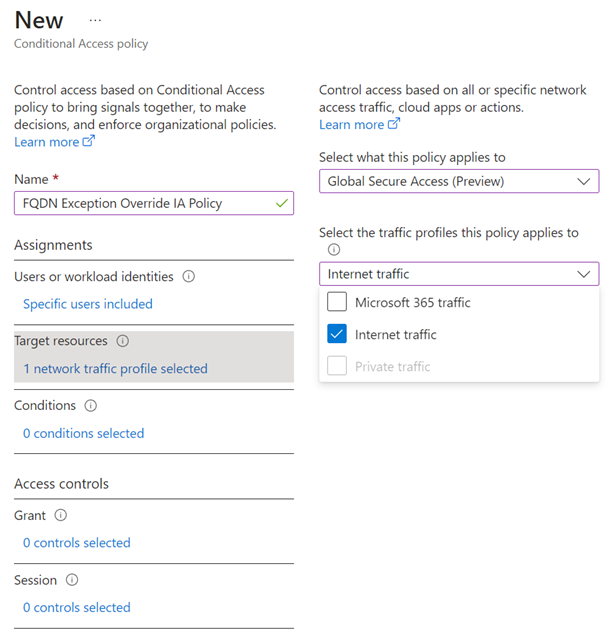 New ...
Conditional Access policy
Control access based on Conditional Access
policy to bring signals together, to make
decisions, and enforce organizational policies.
Learn more
Name *
FQDN Exception Override IA Policy
Assignments
Users or workload identities
Specific users included
Target resources
1 network traffic profile selected
Conditions
0 conditions selected
Access controls
Grant
0 controls selected
Session
0 controls selected
Control access based on all or specific network
access traffic, cloud apps or actions.
Learn more
Select what this policy applies to
Global Secure Access (Preview)
Select the traffic profiles this policy applies to
Internet traffic
Microsoft 365 traffic
Internet traffic
Private traffic